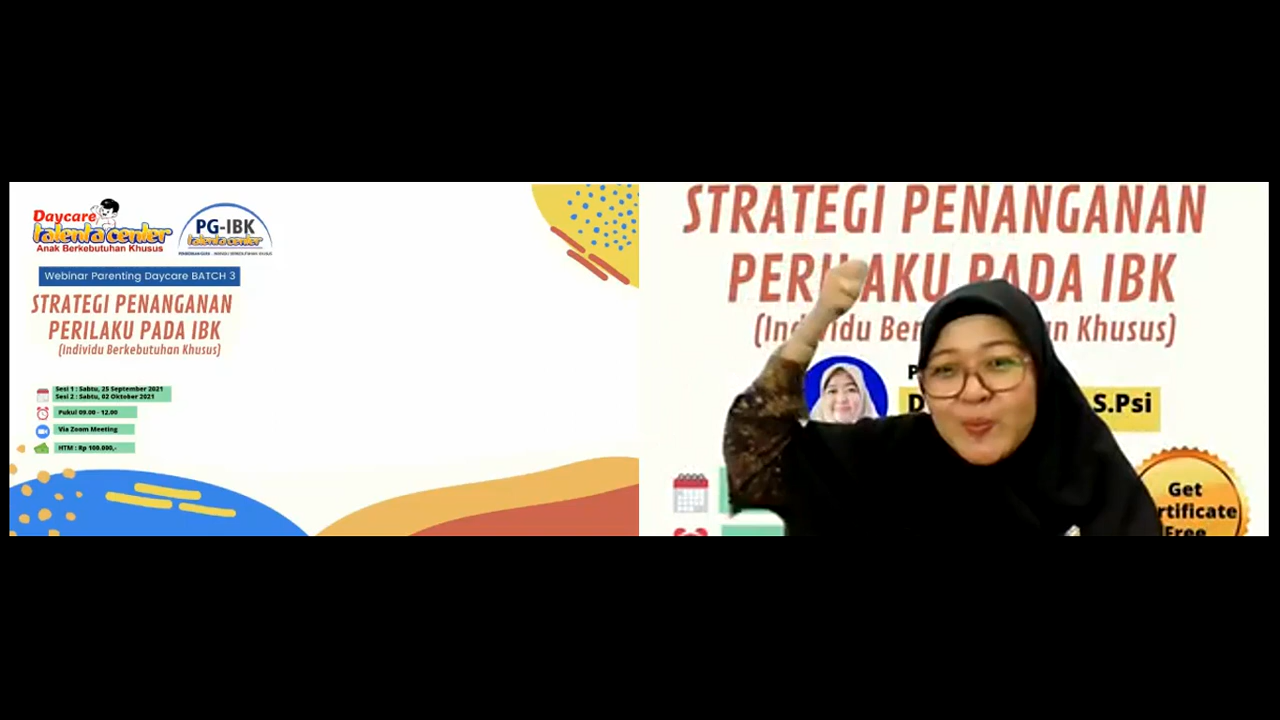 Daycare
talenta center
Anak Berkebutuhan Khusus
PG-IBK
talenta center
Webinar Parenting Daycare BATCH 3
STRATEGI PENANGANAN
PERILAKU PADA IBK
(Individu Berkebutuhan Khusus)
Sesi 1 : Sabtu, 25 September 2021
Sesi 2 : Sabtu, 02 Oktober 2021
Pukul 09.00 - 12.00
Via Zoom Meeting
HTM : Rp 100.000,-
STRATEGI PENANGANAN
PERILAKU PADA IBK
(Individu Ber an Khusus)
P
D S.Psi
Get
rtificate
Free